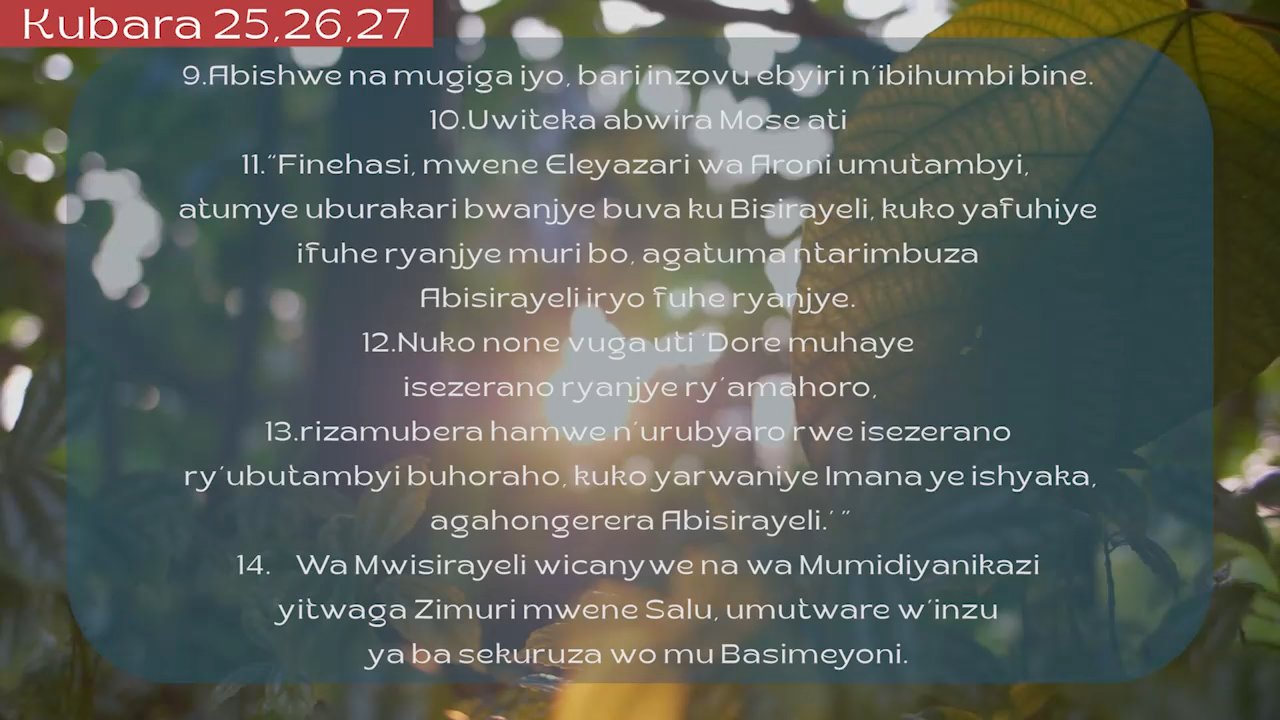 Kubara 25,26,27
9.Abishwe na mugiga iyo, bari inzovu ebyiri n'ibihumbi bine.
10.Uwiteka abwira Mose ati
11."Finehasi, mwene Eleyazari wa Aroni umutambyi,
atumye uburakari bwanjye buva ku Bisirayeli, kuko yafuhiye
ifuhe ryanjye muri bo, agatuma ntarimbuza
Abisirayeli iryo fuhe ryanjye.
12.Nuko none vuga uti 'Dore muhaye
isezerano ryanjye ry'amahoro,
13.rizamubera hamwe n'urubyaro rwe isezerano
ry'ubutambyi buhoraho, kuko yarwaniye Imana ye ishyaka,
agahongerera Abisirayeli.' "
14. Wa Mwisirayeli wicanywe na wa Mumidiyanikazi
yitwaga Zimuri mwene Salu, umutware w'inzu
ya ba sekuruza wo mu Basimeyoni.